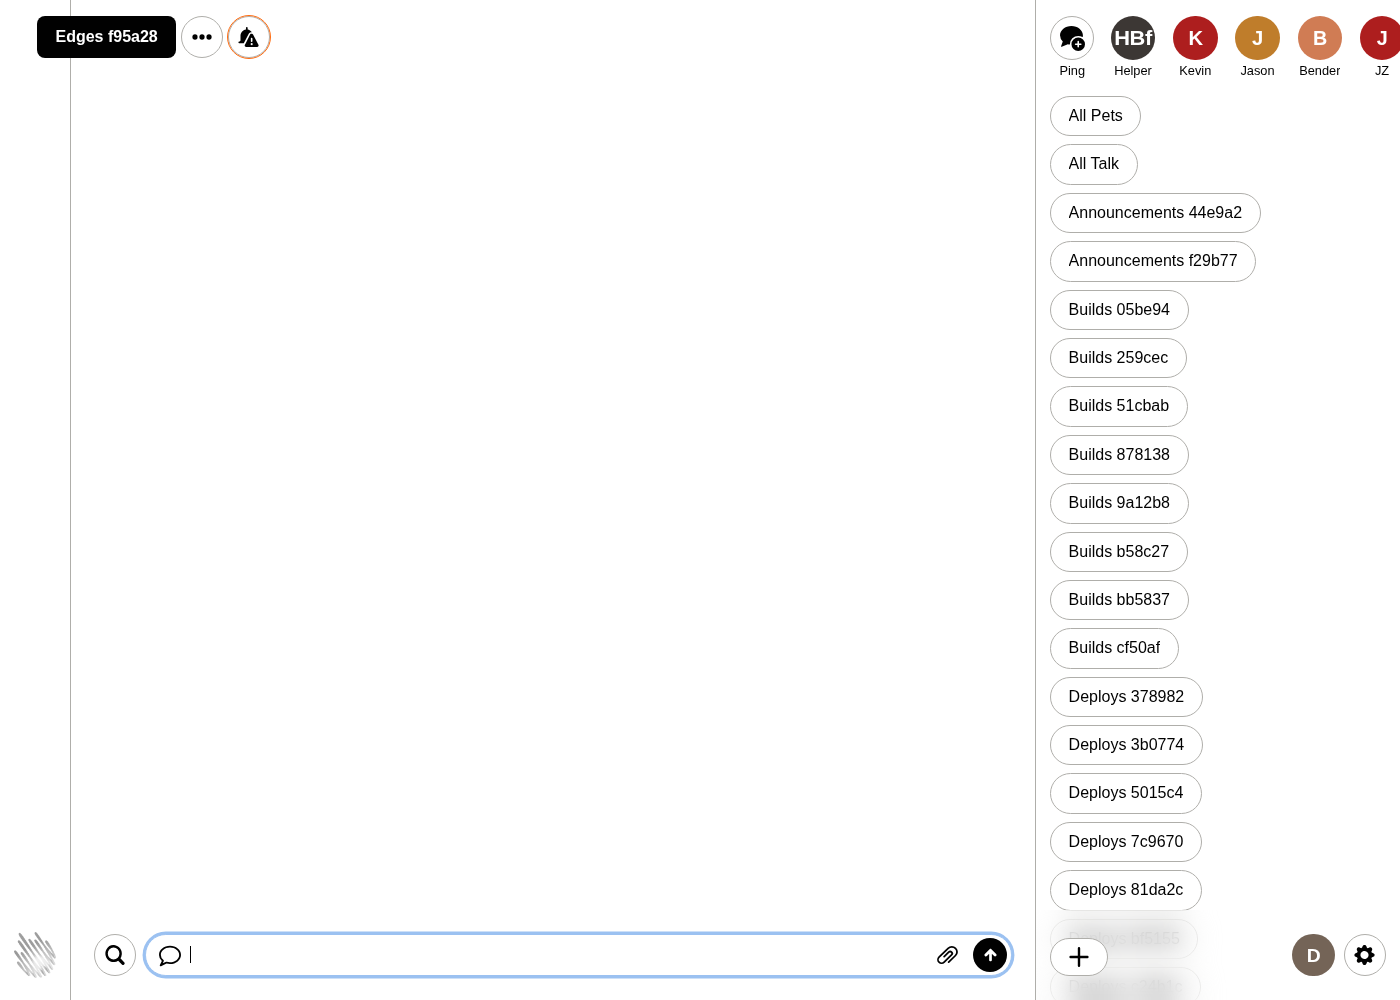 Edges f95a28
HBf K J B J
Ping Helper Kevin Jason Bender JZ
All Pets
All Talk
Announcements 44e9a2
Announcements f29b77
Builds 05be94
Builds 259cec
Builds 51cbab
Builds 878138
Builds 9a12b8
Builds b58c27
Builds bb5837
Builds cf50af
Deploys 378982
Deploys 3b0774
Deploys 5015c4
Deploys 7c9670
Deploys 81da2c
Deploys bf5155
D